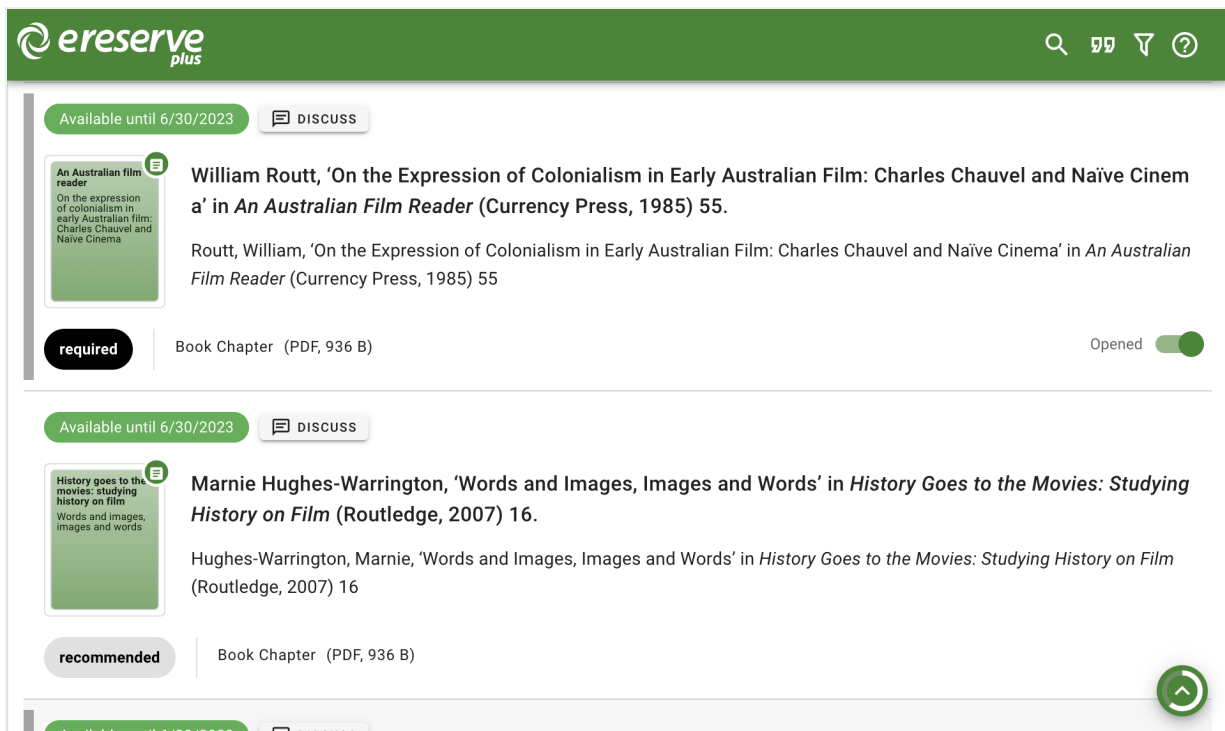 ereserve
plus
Available until 6/30/2023
DISCUSS
An Australian film
reader
On the expression
of colonialism in
early Australian film:
Charles Chauvel and
Naïve Cinema
William Routt, ‘On the Expression of Colonialism in Early Australian Film: Charles Chauvel and Naïve Cinem
a’ in An Australian Film Reader (Currency Press, 1985) 55.
Routt, William, ‘On the Expression of Colonialism in Early Australian Film: Charles Chauvel and Naïve Cinema’ in An Australian
Film Reader (Currency Press, 1985) 55
required
Book Chapter (PDF, 936 B)
Opened
Available until 6/30/2023
DISCUSS
History goes to the
movies: studying
history on film
Words and images,
images and words
Marnie Hughes-Warrington, ‘Words and Images, Images and Words’ in History Goes to the Movies: Studying
History on Film (Routledge, 2007) 16.
Hughes-Warrington, Marnie, ‘Words and Images, Images and Words’ in History Goes to the Movies: Studying History on Film
(Routledge, 2007) 16
recommended
Book Chapter (PDF, 936 B)